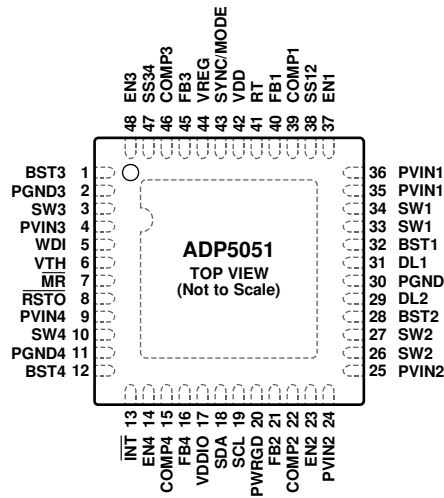 48 EN3
47 SS34
46 COMP3
45 FB3
44 VREG
43 SYNC/MODE
42 VDD
41 RT
40 FB1
39 COMP1
38 SS12
37 EN1
BST3 1
PGND3 2
SW3 3
PVIN3 4
WDI 5
VTH 6
MR 7
RSTO 8
PVIN4 9
SW4 10
PGND4 11
BST4 12
ADP5051
TOP VIEW
(Not to Scale)
36 PVIN1
35 PVIN1
34 SW1
33 SW1
32 BST1
31 DL1
30 PGND
29 DL2
28 BST2
27 SW2
26 SW2
25 PVIN2
INT 13
EN4 14
COMP4 15
FB4 16
VDDIO 17
SDA 18
SCL 19
PWRGD 20
FB2 21
COMP2 22
EN2 23
PVIN2 24